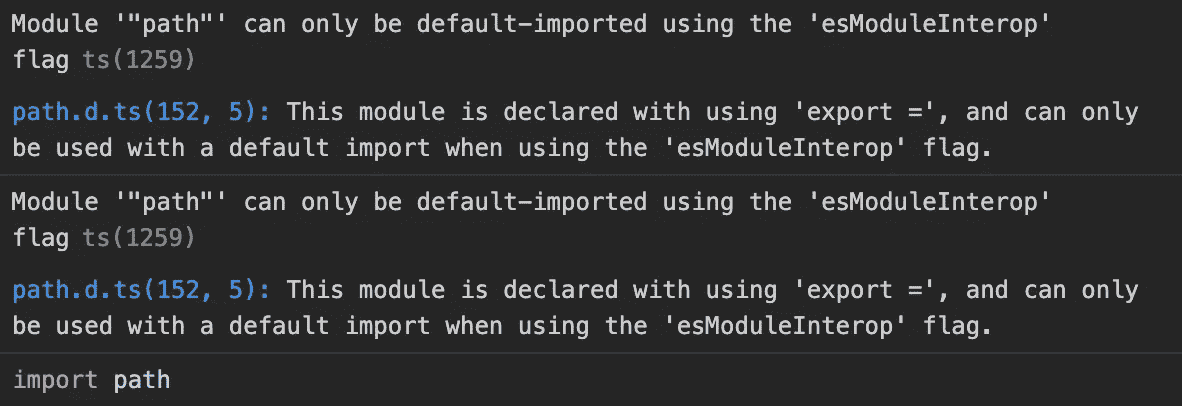 Module '"path"' can only be default-imported using the 'esModuleInterop'
flag ts(1259)
path.d.ts(152, 5): This module is declared with using 'export =', and can only
be used with a default import when using the 'esModuleInterop' flag.
Module '"path"' can only be default-imported using the 'esModuleInterop'
flag ts(1259)
path.d.ts(152, 5): This module is declared with using 'export =', and can only
be used with a default import when using the 'esModuleInterop' flag.
import path